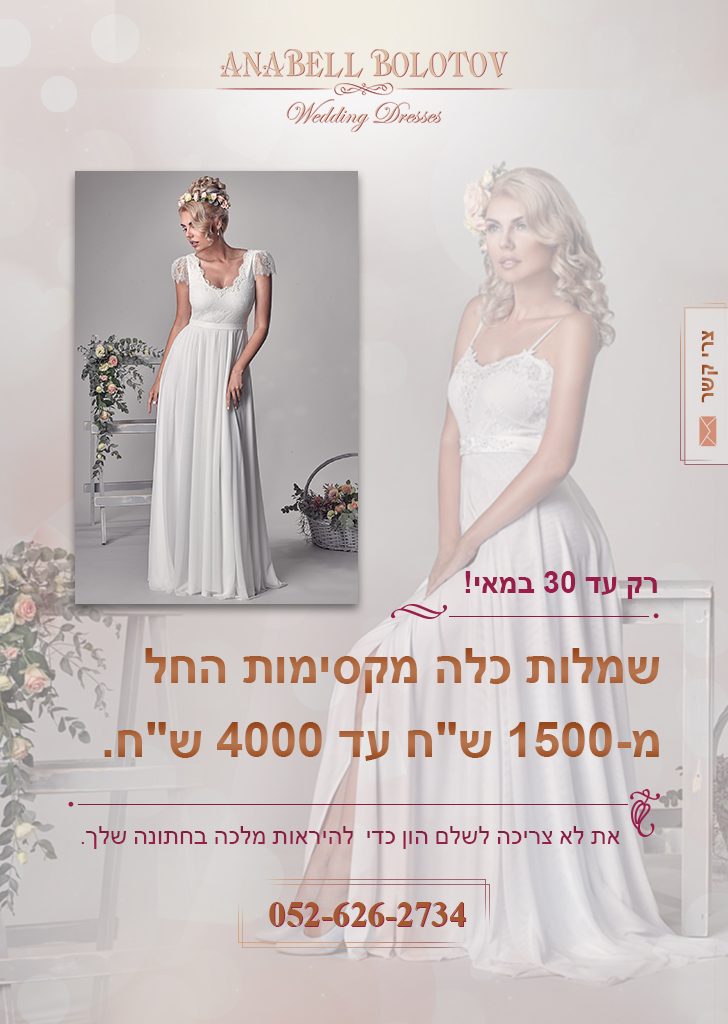 ANABELL BOLOTOV
Wedding Dresses
צרי קשר
רק עד 30 במאי!
שמלות כלה מקסימות החל
מ-1500 ש"ח עד 4000 ש"ח.
את לא צריכה לשלם הון כדי להיראות מלכה בחתונה שלך.
052-626-2734